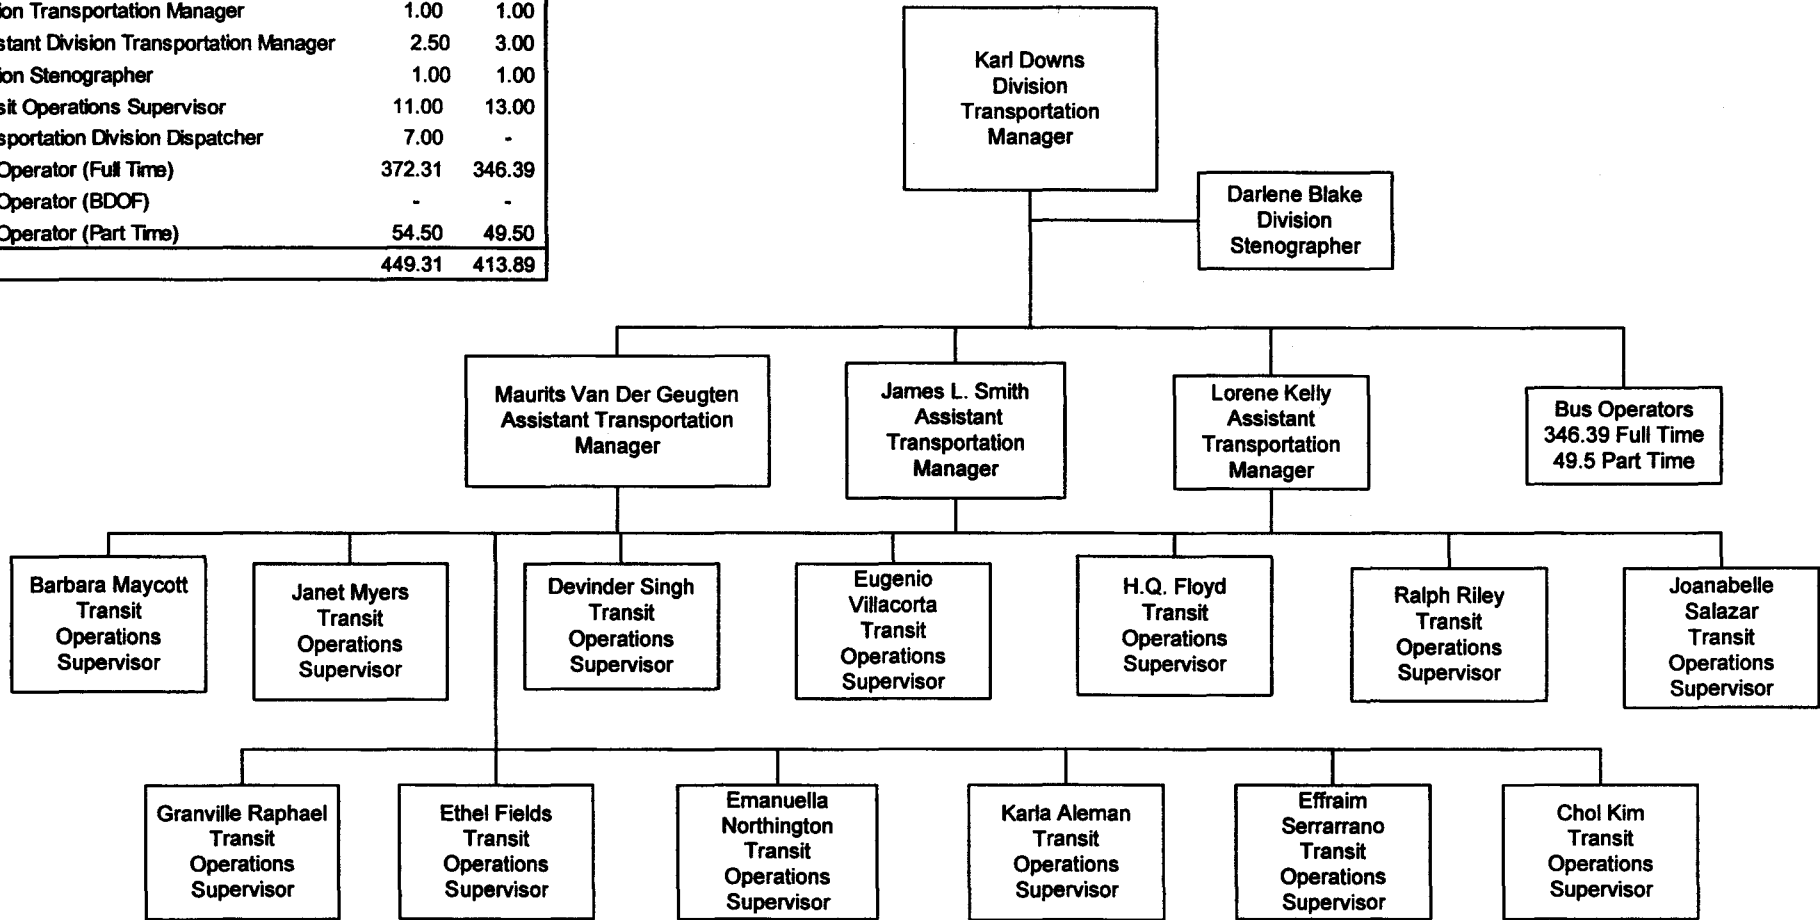 Transportation Manager 1.00 1.00
Division Transportation Manager 2.50 3.00
Stenographer 1.00 1.00
Operations Supervisor 11.00 13.00
Division Dispatcher 7.00 -
Operator (Full Time) 372.31 346.39
Operator (BDOF) - -
Operator (Part Time) 54.50 49.50
449.31 413.89
Karl Downs
Division
Transportation
Manager
Darlene Blake
Division
Stenographer
Maurits Van Der Geugten
Assistant Transportation
Manager
James L. Smith
Assistant
Transportation
Manager
Lorene Kelly
Assistant
Transportation
Manager
Bus Operators
346.39 Full Time
49.5 Part Time
Barbara Maycott
Transit
Operations
Supervisor
Janet Myers
Transit
Operations
Supervisor
Devinder Singh
Transit
Operations
Supervisor
Eugenio
Villacorta
Transit
Operations
Supervisor
H.Q. Floyd
Transit
Operations
Supervisor
Ralph Riley
Transit
Operations
Supervisor
Joanabelle
Salazar
Transit
Operations
Supervisor
Granville Raphael
Transit
Operations
Supervisor
Ethel Fields
Transit
Operations
Supervisor
Emanuella
Northington
Transit
Operations
Supervisor
Karla Aleman
Transit
Operations
Supervisor
Effraim
Serrarrano
Transit
Operations
Supervisor
Chol Kim
Transit
Operations
Supervisor